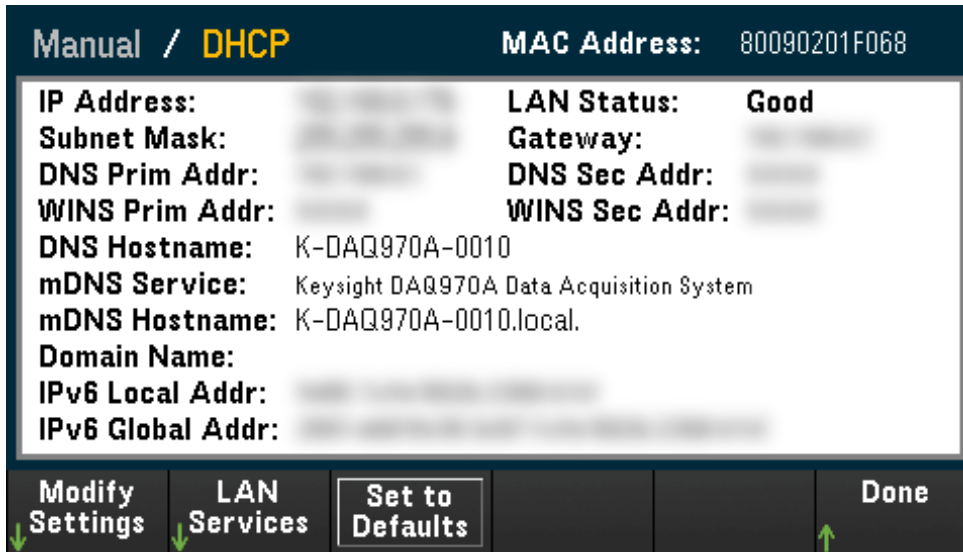 Manual / DHCP MAC Address: 80090201F068
IP Address: LAN Status: Good
Subnet Mask: Gateway:
DNS Prim Addr: DNS Sec Addr:
WINS Prim Addr: WINS Sec Addr:
DNS Hostname: K-DAQ970A-0010
mDNS Service: Keysight DAQ970A Data Acquisition System
mDNS Hostname: K-DAQ970A-0010.local.
Domain Name:
IPv6 Local Addr:
IPv6 Global Addr:
Modify LAN Set to Done
Settings Services Defaults